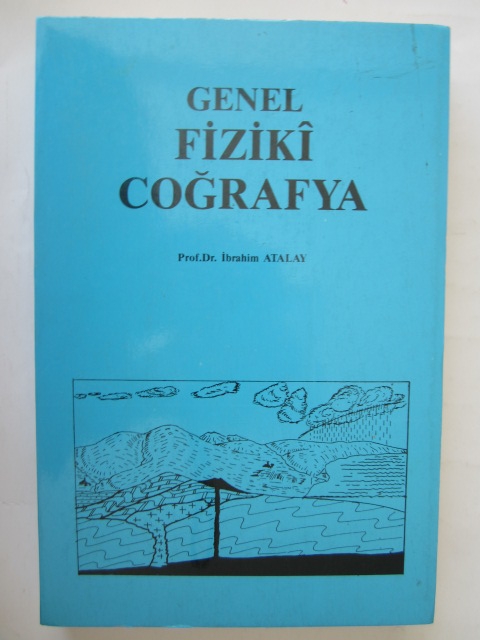 GENEL
FİZİKÎ
COĞRAFYA
Prof.Dr. İbrahim ATALAY